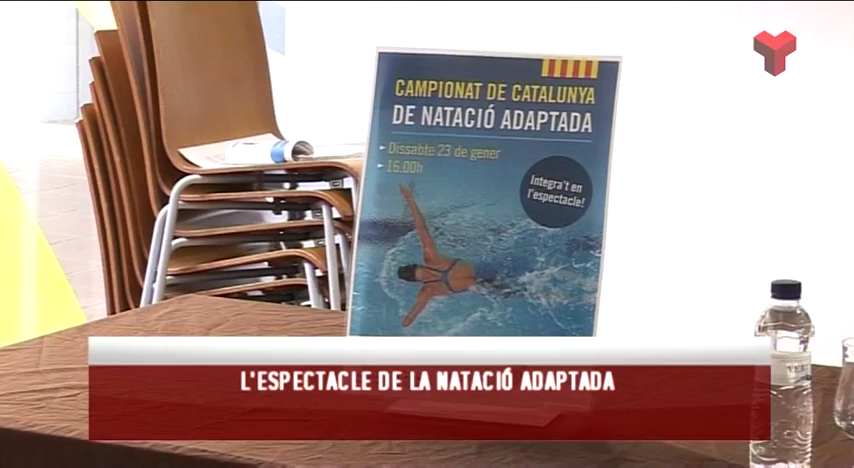 CAMPIONAT DE CATALUNYA
DE NATACIÓ ADAPTADA
Dissabte 23 de gener
16.00h
Integra't en
l'espectacle!
L'ESPECTACLE DE LA NATACIÓ ADAPTADA